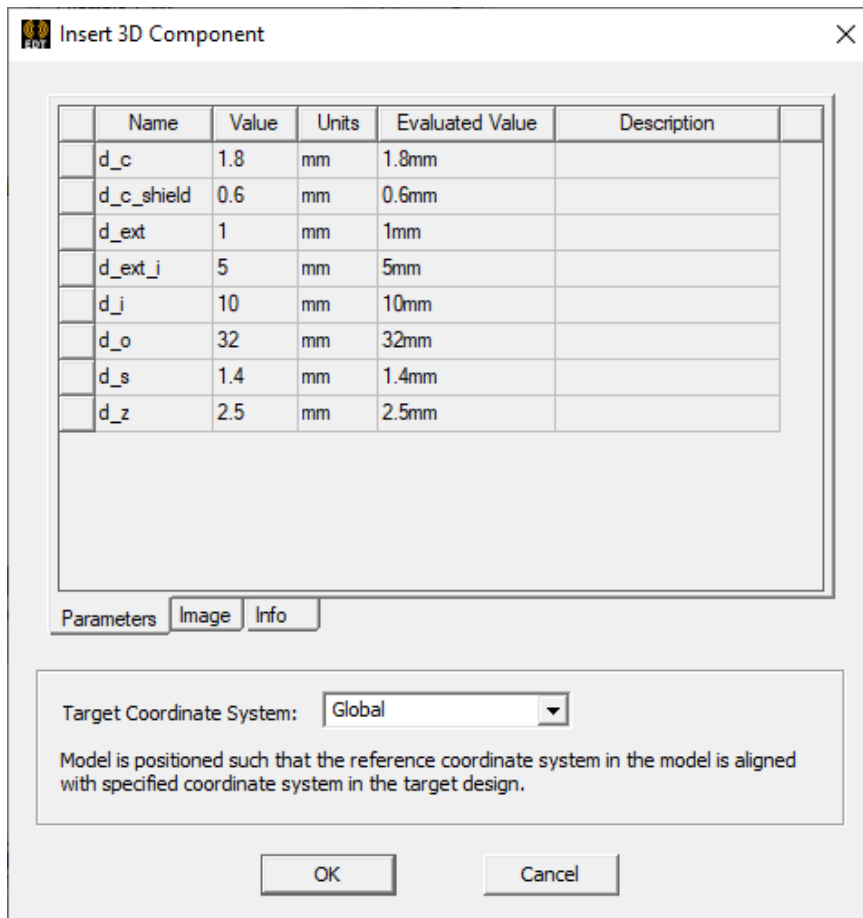 EDT
Insert 3D Component
Name Value Units Evaluated Value Description
d_c 1.8 mm 1.8mm
d_c_shield 0.6 mm 0.6mm
d_ext 1 mm 1mm
d_ext_i 5 mm 5mm
d_i 10 mm 10mm
d_o 32 mm 32mm
d_s 1.4 mm 1.4mm
d_z 2.5 mm 2.5mm
Parameters Image Info
Target Coordinate System: Global
Model is positioned such that the reference coordinate system in the model is aligned
with specified coordinate system in the target design.
OK Cancel